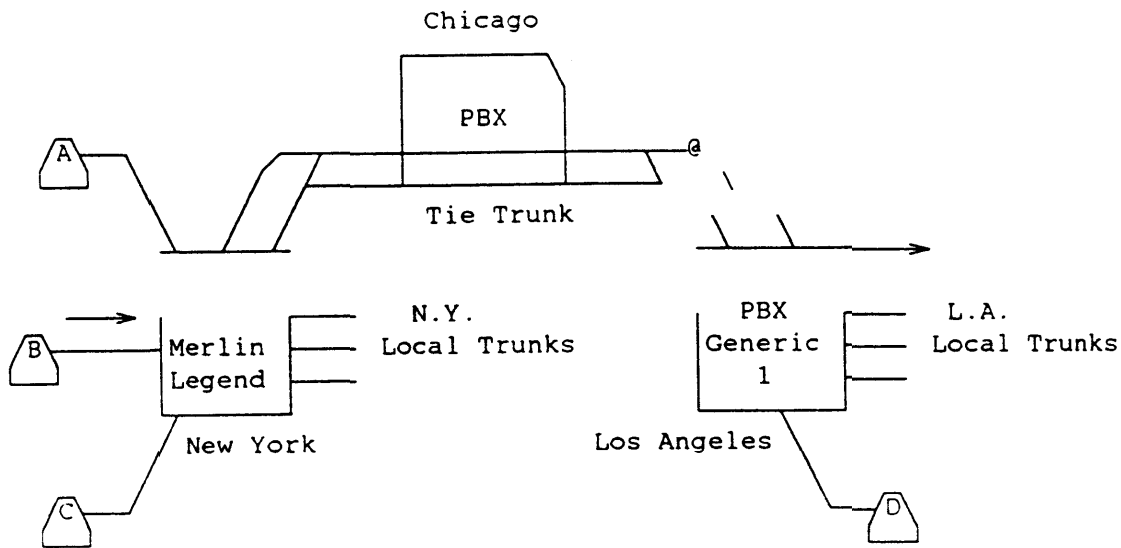 Chicago
PBX
A
@
Tie Trunk
B
Merlin
Legend
N.Y.
Local Trunks
PBX
Generic
1
L.A.
Local Trunks
New York
Los Angeles
C
D